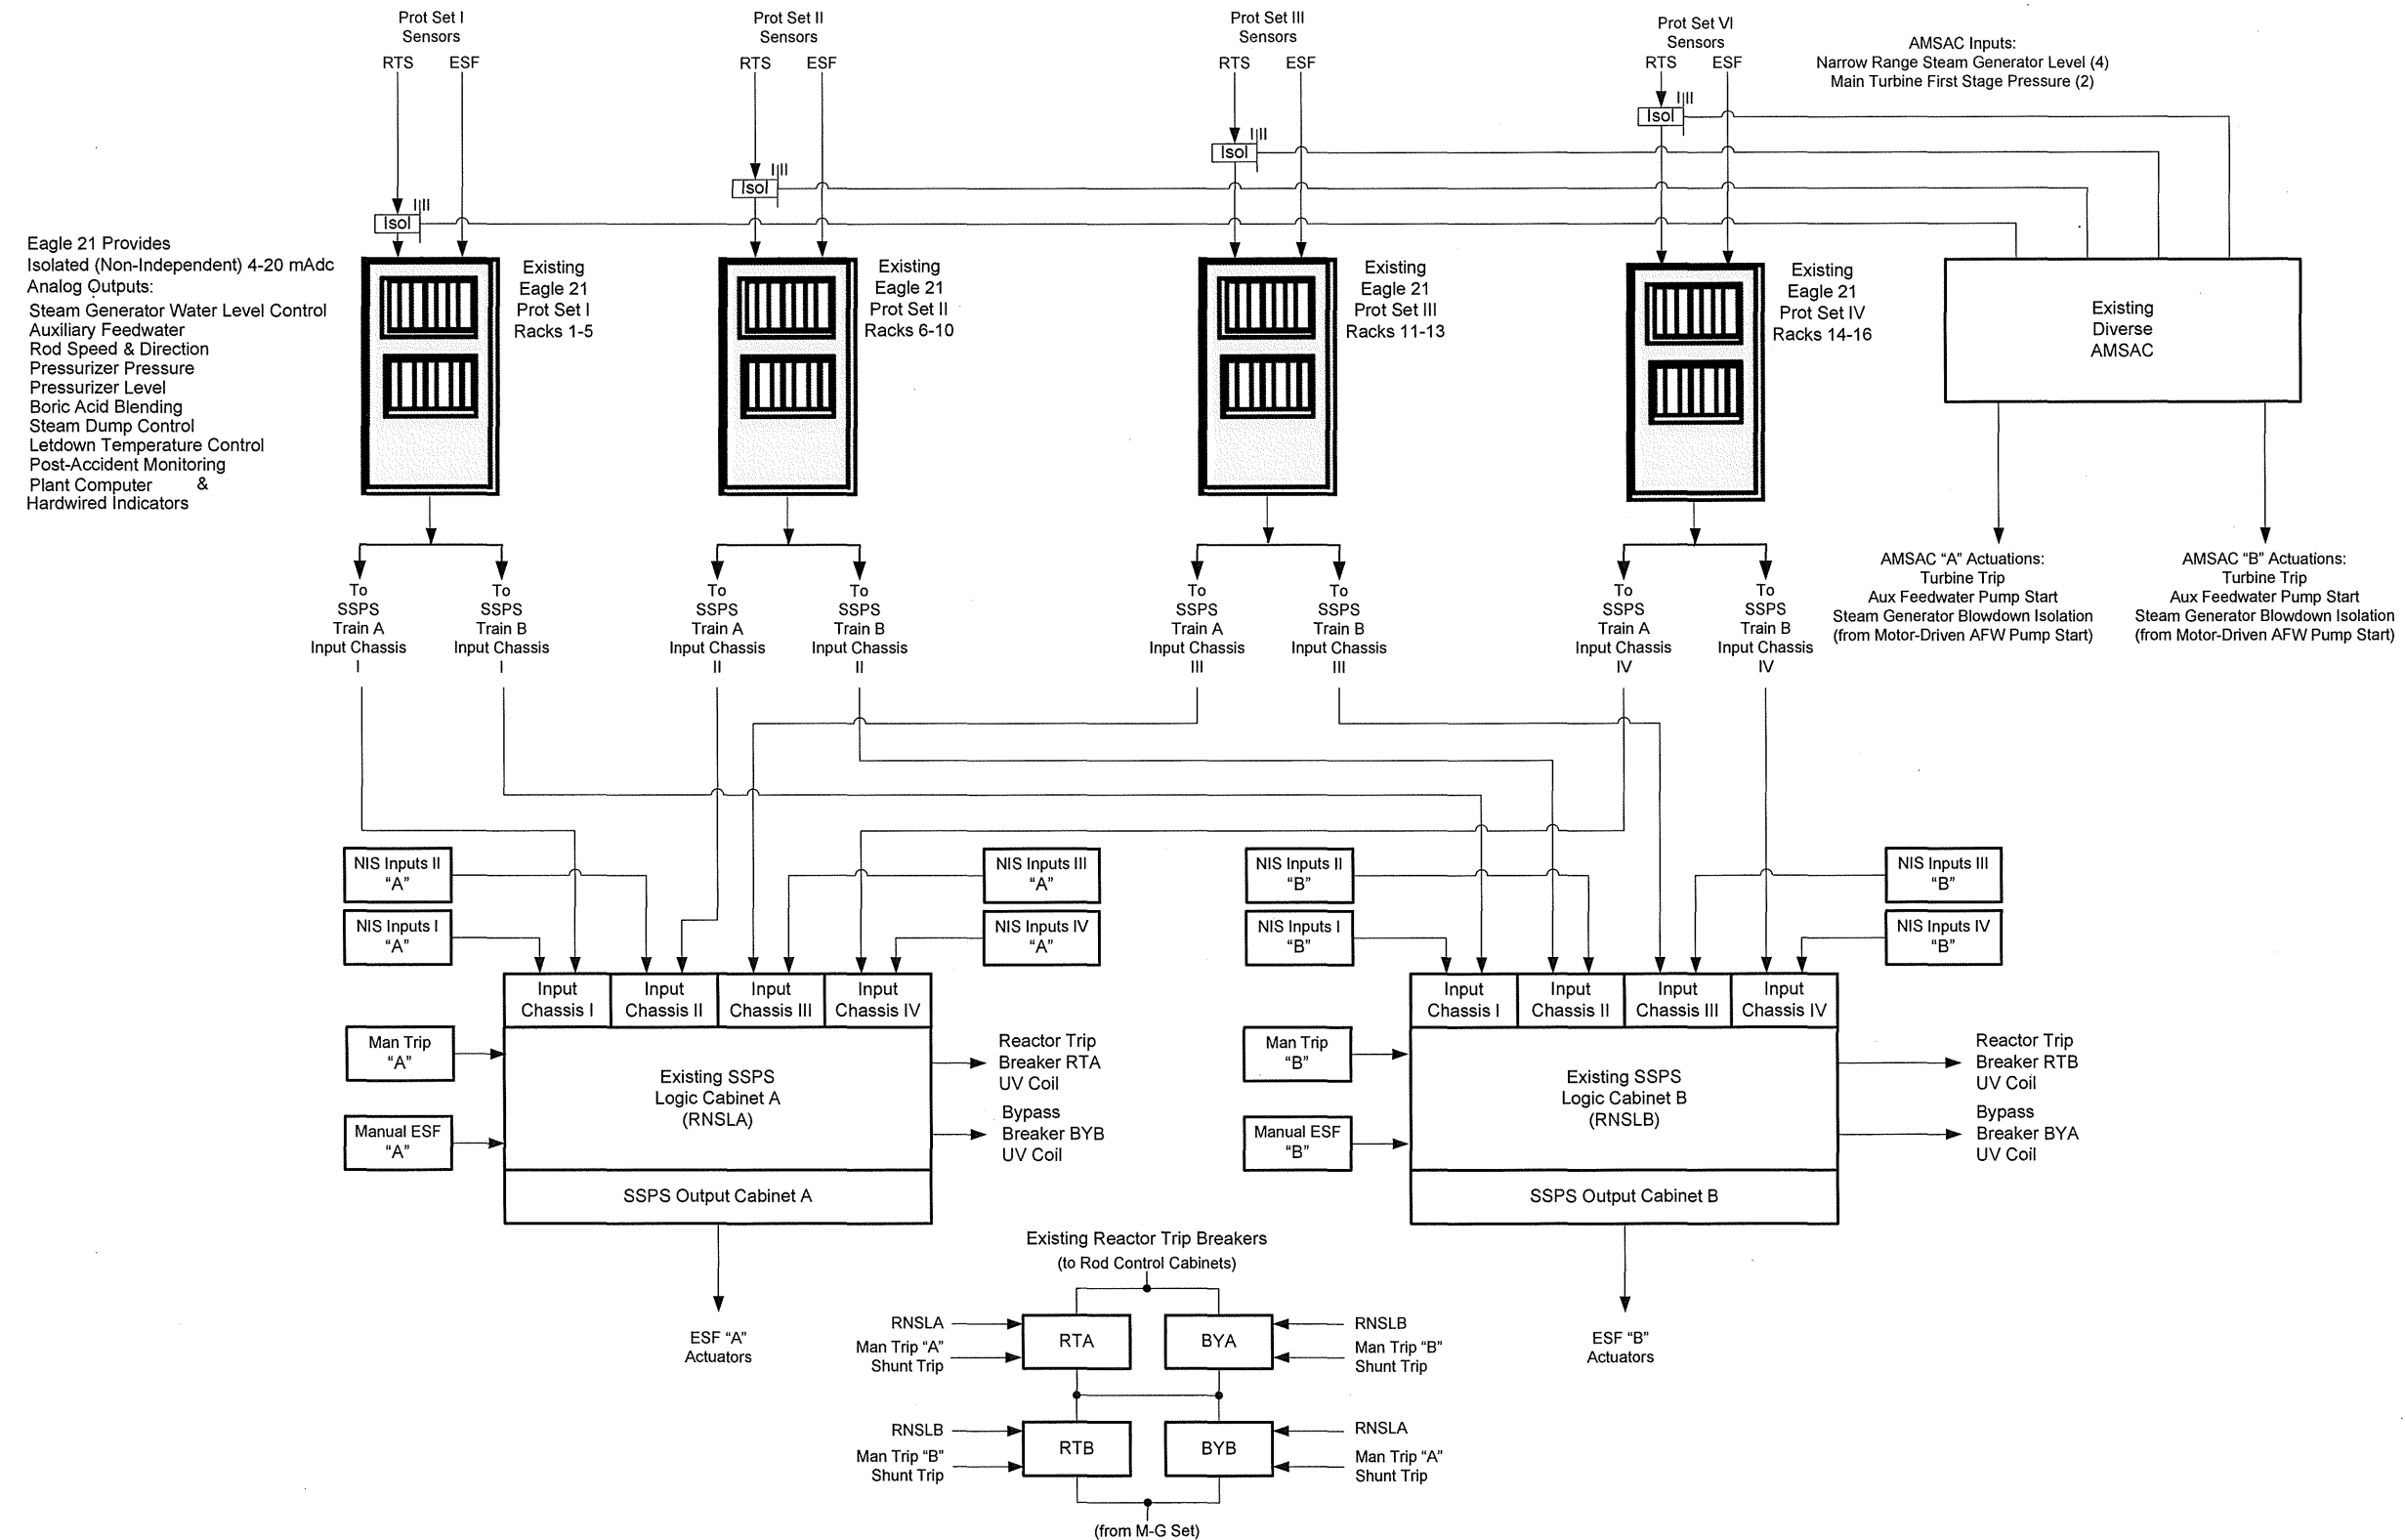 Prot Set I
Sensors
RTS
ESF
Prot Set II
Sensors
RTS
ESF
Prot Set III
Sensors
RTS
ESF
Prot Set VI
Sensors
RTS
ESF
AMSAC Inputs:
Narrow Range Steam Generator Level (4)
Main Turbine First Stage Pressure (2)
I II
Isol
I II
Isol
I II
Isol
I II
Isol
Eagle 21 Provides
Isolated (Non-Independent) 4-20 mAdc
Analog Outputs:
Steam Generator Water Level Control
Auxiliary Feedwater
Rod Speed & Direction
Pressurizer Pressure
Pressurizer Level
Boric Acid Blending
Steam Dump Control
Letdown Temperature Control
Post-Accident Monitoring
Plant Computer &
Hardwired Indicators
Existing
Eagle 21
Prot Set I
Racks 1-5
Existing
Eagle 21
Prot Set II
Racks 6-10
Existing
Eagle 21
Prot Set III
Racks 11-13
Existing
Eagle 21
Prot Set IV
Racks 14-16
Existing
Diverse
AMSAC
To
SSPS
Train A
Input Chassis
I
To
SSPS
Train B
Input Chassis
I
To
SSPS
Train A
Input Chassis
II
To
SSPS
Train B
Input Chassis
II
To
SSPS
Train A
Input Chassis
III
To
SSPS
Train B
Input Chassis
III
To
SSPS
Train A
Input Chassis
IV
To
SSPS
Train B
Input Chassis
IV
AMSAC “A” Actuations:
Turbine Trip
Aux Feedwater Pump Start
Steam Generator Blowdown Isolation
(from Motor-Driven AFW Pump Start)
AMSAC “B” Actuations:
Turbine Trip
Aux Feedwater Pump Start
Steam Generator Blowdown Isolation
(from Motor-Driven AFW Pump Start)
NIS Inputs II
“A”
NIS Inputs I
“A”
NIS Inputs III
“A”
NIS Inputs IV
“A”
NIS Inputs II
“B”
NIS Inputs I
“B”
NIS Inputs III
“B”
NIS Inputs IV
“B”
Input
Chassis I
Input
Chassis II
Input
Chassis III
Input
Chassis IV
Input
Chassis I
Input
Chassis II
Input
Chassis III
Input
Chassis IV
Man Trip
“A”
Manual ESF
“A”
Existing SSPS
Logic Cabinet A
(RNSLA)
SSPS Output Cabinet A
Reactor Trip
Breaker RTA
UV Coil
Bypass
Breaker BYB
UV Coil
Man Trip
“B”
Manual ESF
“B”
Existing SSPS
Logic Cabinet B
(RNSLB)
SSPS Output Cabinet B
Reactor Trip
Breaker RTB
UV Coil
Bypass
Breaker BYA
UV Coil
ESF “A”
Actuators
ESF “B”
Actuators
Existing Reactor Trip Breakers
(to Rod Control Cabinets)
RNSLA
Man Trip “A”
Shunt Trip
RTA
BYA
RNSLB
Man Trip “B”
Shunt Trip
RNSLB
Man Trip “B”
Shunt Trip
RTB
BYB
RNSLA
Man Trip “A”
Shunt Trip
(from M-G Set)